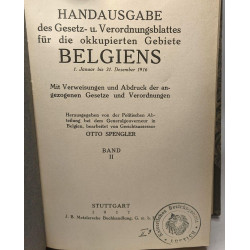 HANDAUSGABE
des Gesetz- u. Verordnungsblattes
für die okkupierten Gebiete
BELGIENS
1. Januar bis 31. Dezember 1916
Mit Verweisungen und Abdruck der an-
gezogenen Gesetze und Verordnungen
Herausgegeben von der Politischen Ab-
teilung bei dem Generalgouverneur in
Belgien, bearbeitet von Gerichtsassessor
OTTO SPENGLER
BAND
II
STUTTGART
1917